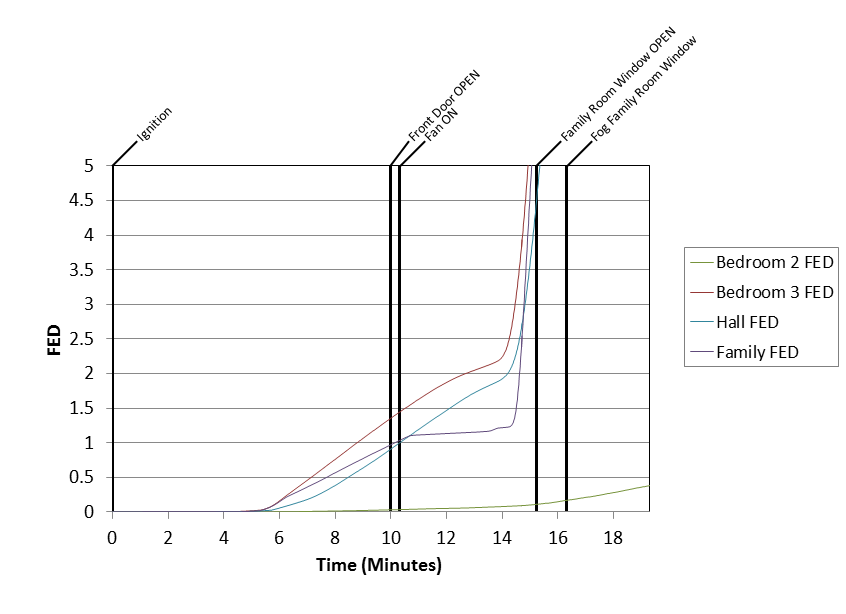 Ignition
Front Door OPEN
Fan ON
Family Room Window OPEN
Fog Family Room Window
5
4.5
4
3.5
3
2.5
2
1.5
1
0.5
0
FED
0 2 4 6 8 10 12 14 16 18
Time (Minutes)
Bedroom 2 FED
Bedroom 3 FED
Hall FED
Family FED